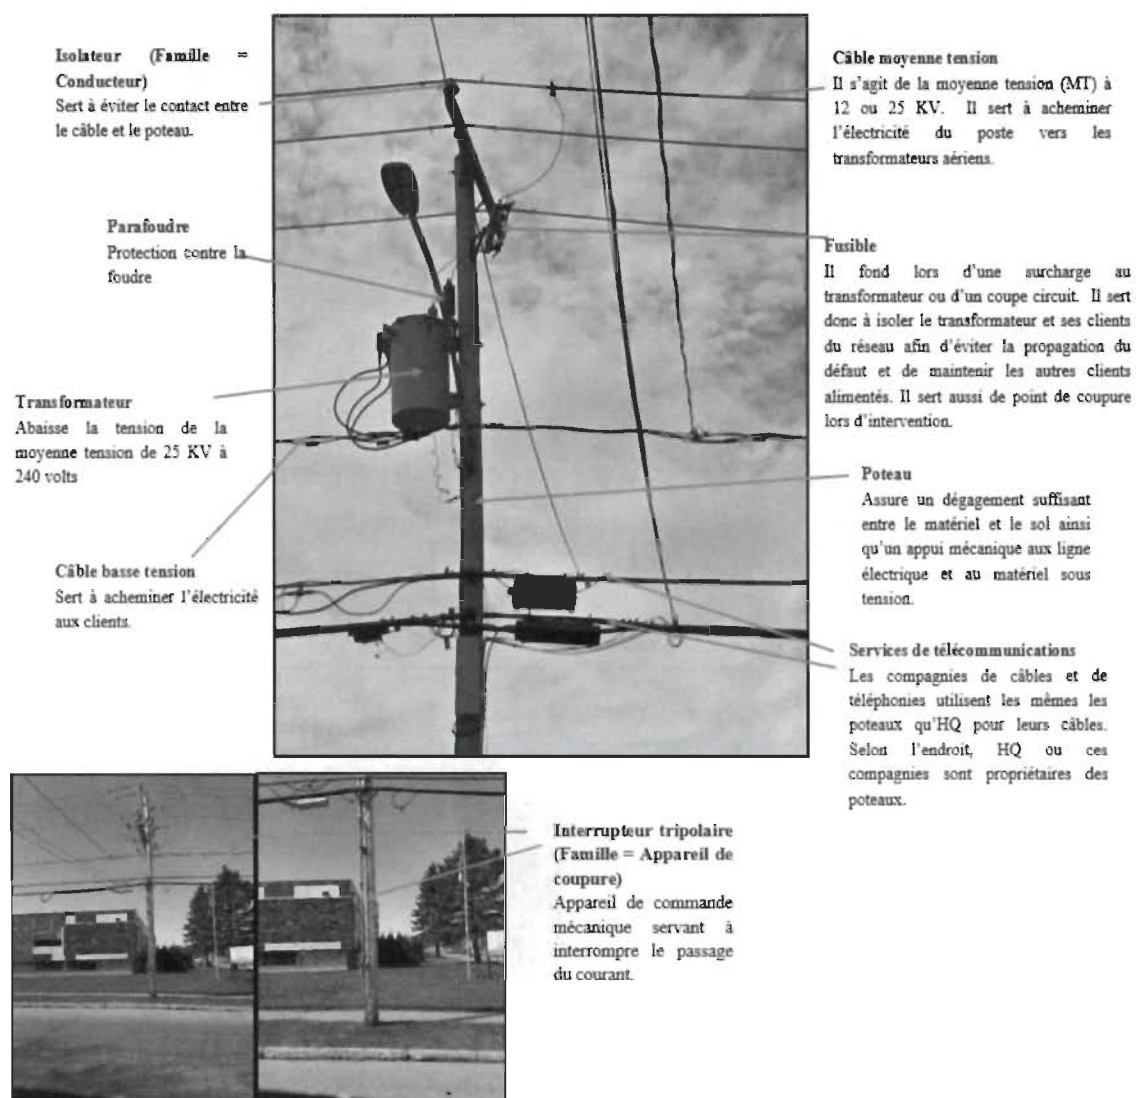 Isolateur (Famille =
Conducteur)
Sert à éviter le contact entre
le câble et le poteau.
Parafoudre
Protection contre la
foudre
Transformateur
Abaisse la tension de la
moyenne tension de 25 KV à
240 volts
Câble basse tension
Sert à acheminer l'électricité
aux clients.
Câble moyenne tension
Il s'agit de la moyenne tension (MT) à
12 ou 25 KV. Il sert à acheminer
l'électricité du poste vers les
transformateurs aériens.
Fusible
Il fond lors d'une surcharge au
transformateur ou d'un coupe circuit. Il sert
donc à isoler le transformateur et ses clients
du réseau afin d'éviter la propagation du
défaut et de maintenir les autres clients
alimentés. Il sert aussi de point de coupure
lors d'intervention.
Poteau
Assure un dégagement suffisant
entre le matériel et le sol ainsi
qu'un appui mécanique aux ligne
électrique et au matériel sous
tension.
Services de télécommunications
Les compagnies de câbles et de
téléphonies utilisent les mêmes les
poteaux qu'HQ pour leurs câbles.
Selon l'endroit, HQ ou ces
compagnies sont propriétaires des
poteaux.
Interrupteur tripolaire
(Famille = Appareil de
coupure)
Appareil de commande
mécanique servant à
interrompre le passage
du courant.